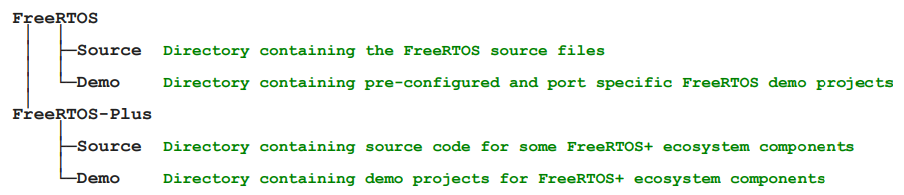 FreeRTOS
Source Directory containing the FreeRTOS source files
Demo Directory containing pre-configured and port specific FreeRTOS demo projects
FreeRTOS-Plus
Source Directory containing source code for some FreeRTOS+ ecosystem components
Demo Directory containing demo projects for FreeRTOS+ ecosystem components